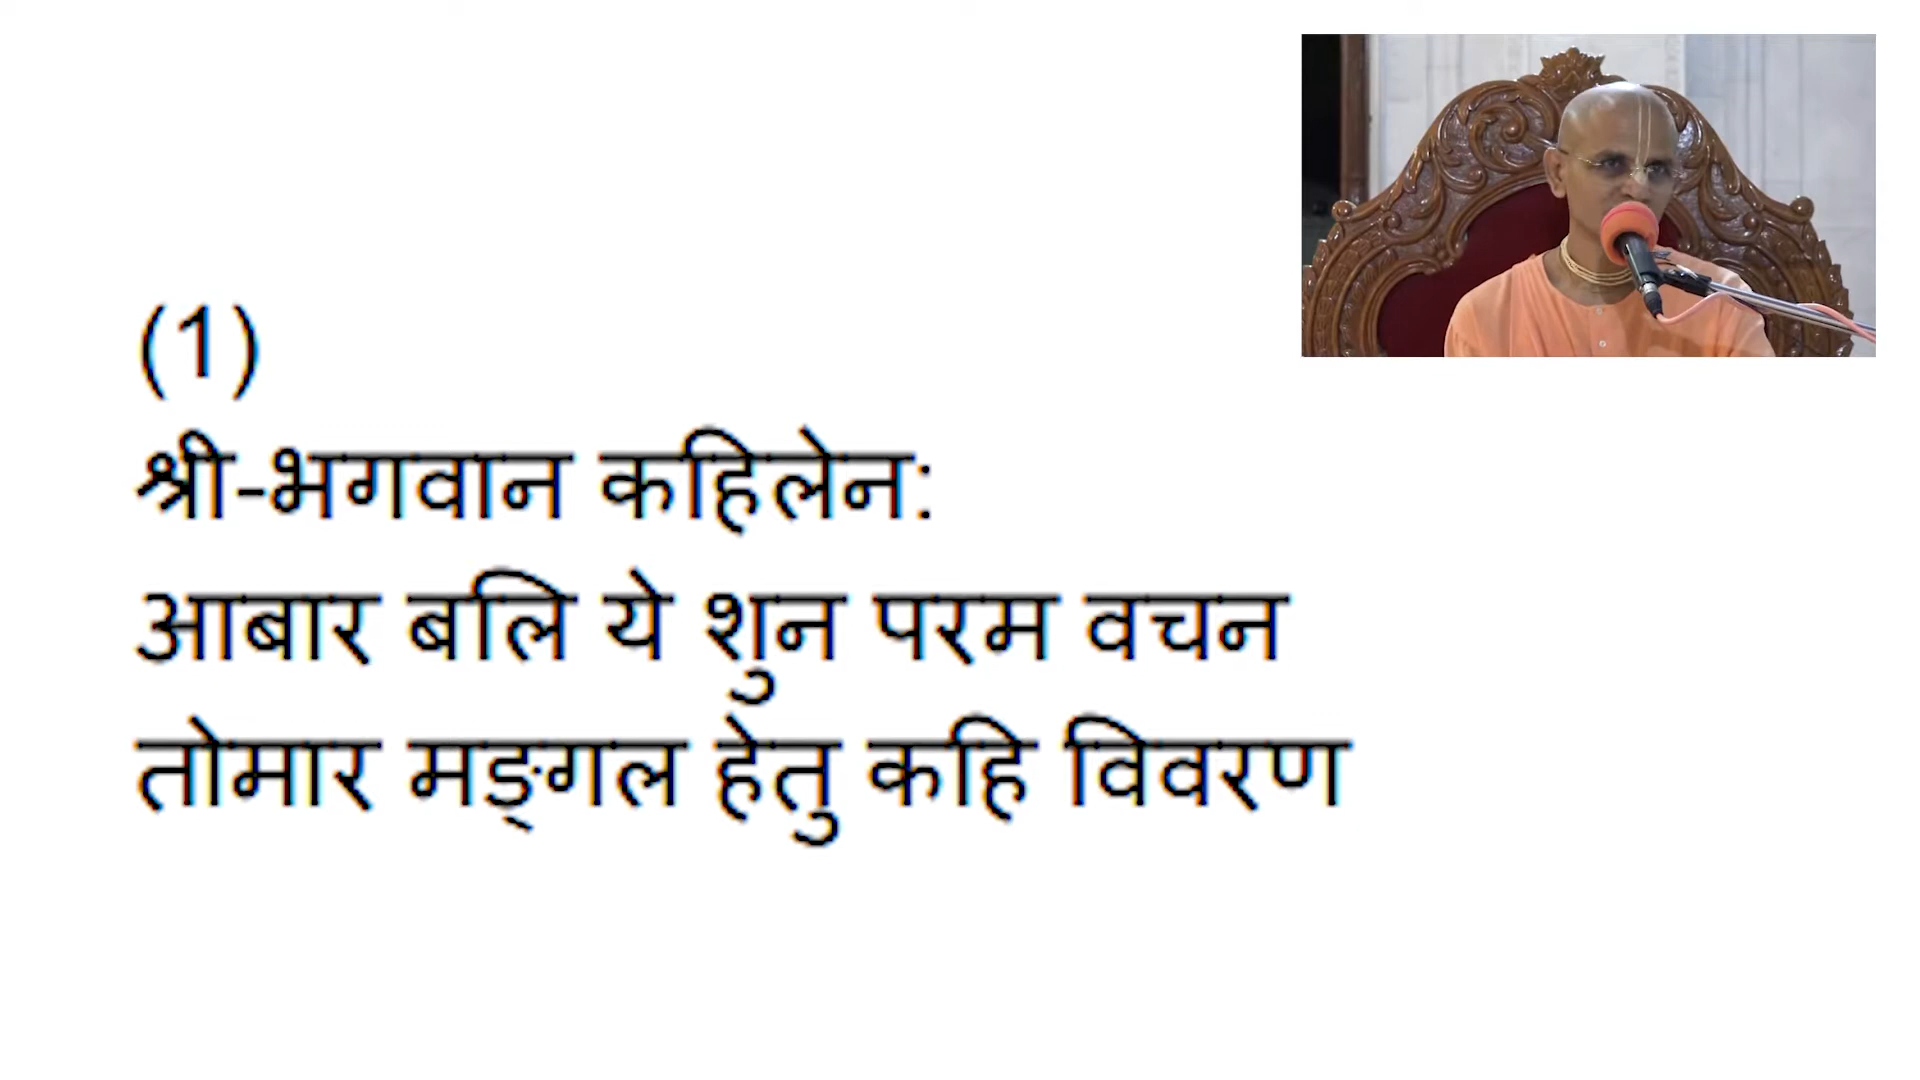 (1)
श्री-भगवान कहिलेन:
आबार बलि ये शुन परम वचन
तोमार मङ्गल हेतु कहि विवरण